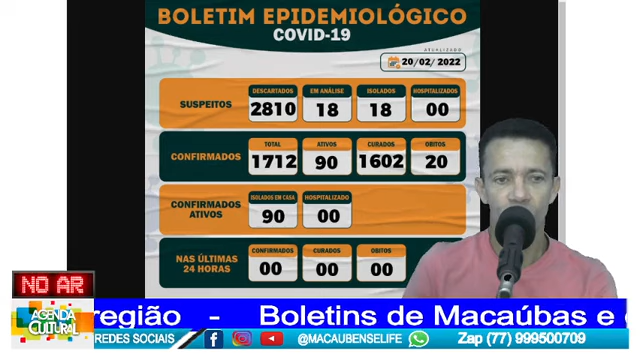 BOLETIM EPIDEMIOLÓGICO
COVID-19
ATUALIZADO
20/02/2022
SUSPEITOS
DESCARTADOS EM ANÁLISE ISOLADOS HOSPITALIZADOS
2810 18 18 00
CONFIRMADOS
TOTAL ATIVOS CURADOS OBITOS
1712 90 1602 20
CONFIRMADOS ATIVOS
ISOLADOS EM CASA HOSPITALIZADO
90 00
NAS ÚLTIMAS 24 HORAS
CONFIRMADOS CURADOS OBITOS
00 00 00
NO AR
AGENDA CULTURAL
região - Boletins de Macaúbas e
REDES SOCIAIS @MACAUBENSELIFE Zap (77) 999500709